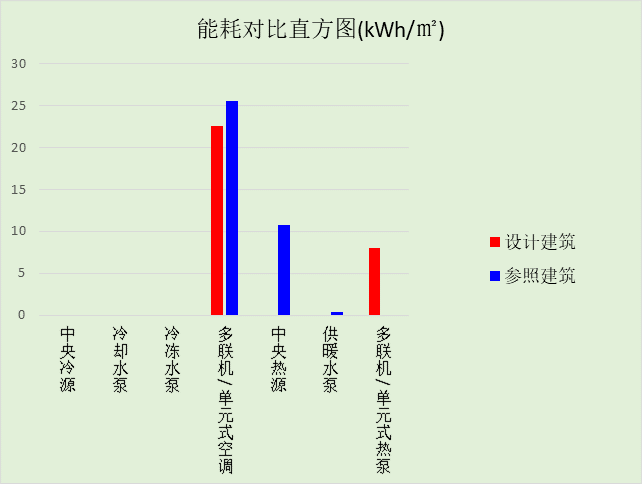 能耗对比直方图(kWh/㎡)
30
25
20
15
10
5
0
中央冷源
冷却水泵
冷冻水泵
多联机/单元式空调
中央热源
供暖水泵
多联机/单元式热泵
设计建筑
参照建筑